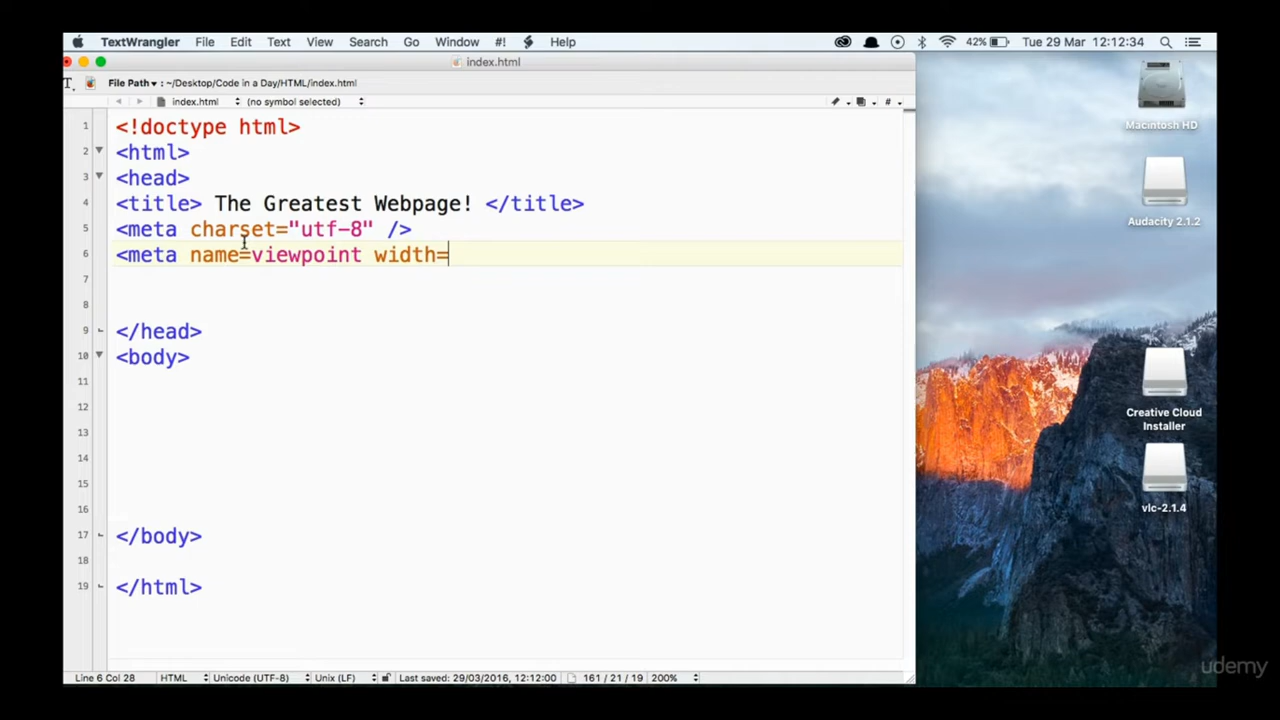 TextWrangler File Edit Text View Search Go Window #! Help 42% Tue 29 Mar 12:12:34
index.html
File Path : ~/Desktop/Code in a Day/HTML/index.html
index.html (no symbol selected) #
1 <!doctype html>
2 <html>
3 <head>
4 <title> The Greatest Webpage! </title>
5 <meta charset="utf-8" />
6 <meta name=viewpoint width=
7
8
9 </head>
10 <body>
11
12
13
14
15
16
17 </body>
18
19 </html>
Line 6 Col 28 HTML Unicode (UTF-8) Unix (LF) Last saved: 29/03/2016, 12:12:00 161 / 21 / 19 200%
Macintosh HD
Audacity 2.1.2
Creative Cloud
Installer
vlc-2.1.4
udemy